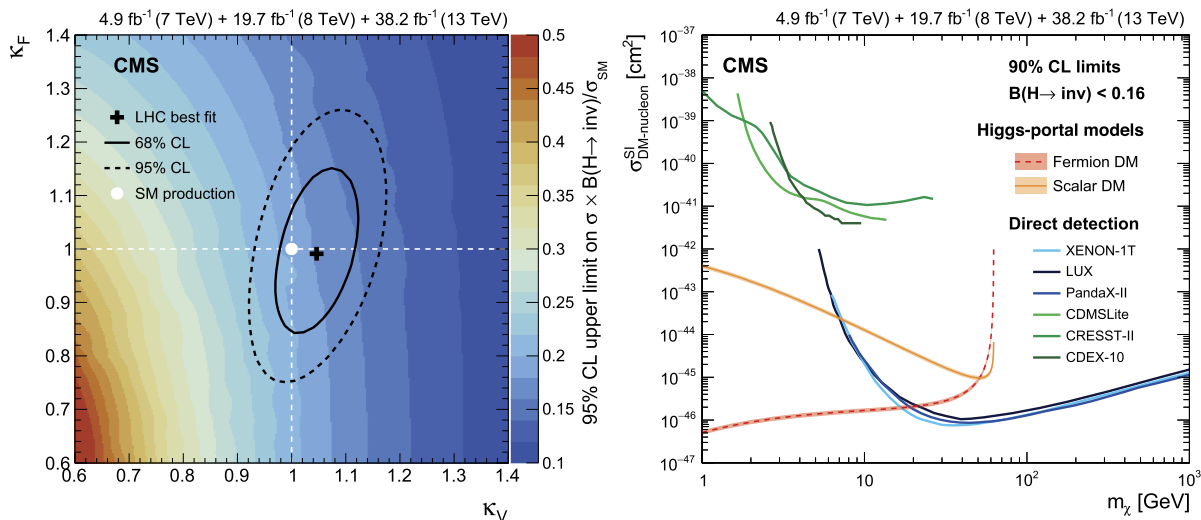 4.9 fb⁻¹ (7 TeV) + 19.7 fb⁻¹ (8 TeV) + 38.2 fb⁻¹ (13 TeV)
κ_F
1.4
1.3
1.2
1.1
1
0.9
0.8
0.7
0.6
CMS
LHC best fit
68% CL
95% CL
SM production
0.6
0.7
0.8
0.9
1
1.1
1.2
1.3
1.4
κ_V
0.5
0.45
0.4
0.35
0.3
0.25
0.2
0.15
0.1
95% CL upper limit on σ × B(H→ inv)/σ_SM
4.9 fb⁻¹ (7 TeV) + 19.7 fb⁻¹ (8 TeV) + 38.2 fb⁻¹ (13 TeV)
σ^SI_DM-nucleon [cm²]
10⁻³⁷
10⁻³⁸
10⁻³⁹
10⁻⁴⁰
10⁻⁴¹
10⁻⁴²
10⁻⁴³
10⁻⁴⁴
10⁻⁴⁵
10⁻⁴⁶
10⁻⁴⁷
CMS
90% CL limits
B(H→ inv) < 0.16
Higgs-portal models
Fermion DM
Scalar DM
Direct detection
XENON-1T
LUX
PandaX-II
CDMSLite
CRESST-II
CDEX-10
1
10
10²
10³
m_χ [GeV]